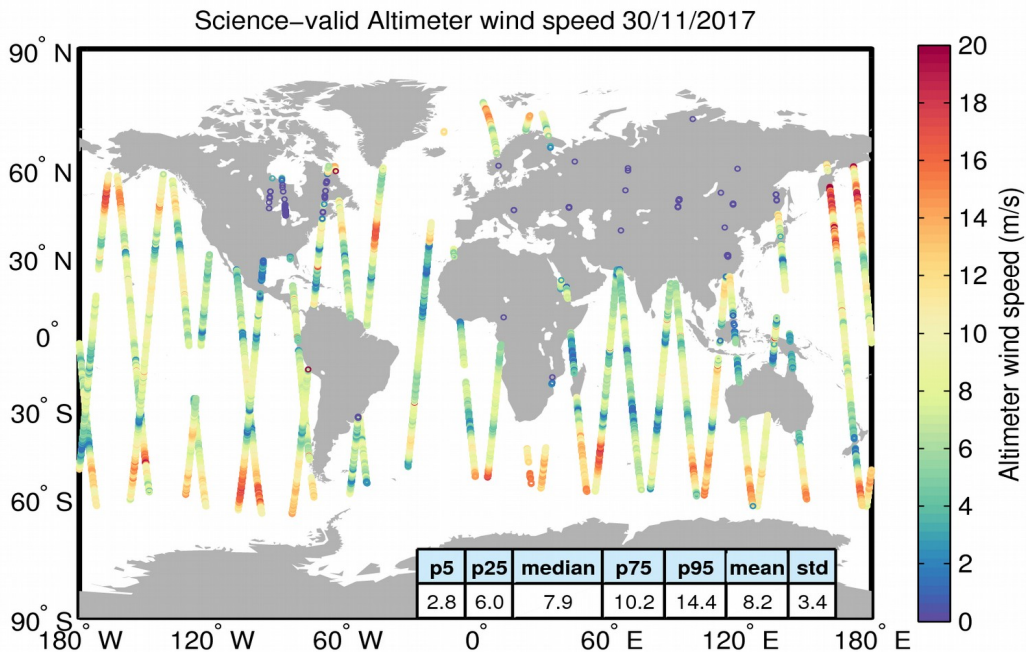 Science−valid Altimeter wind speed 30/11/2017
90° N
60° N
30° N
0°
30° S
60° S
90° S
180° W
120° W
60° W
0°
60° E
120° E
180° E
p5 p25 median p75 p95 mean std
2.8 6.0 7.9 10.2 14.4 8.2 3.4
20
18
16
14
12
10
8
6
4
2
0
Altimeter wind speed (m/s)